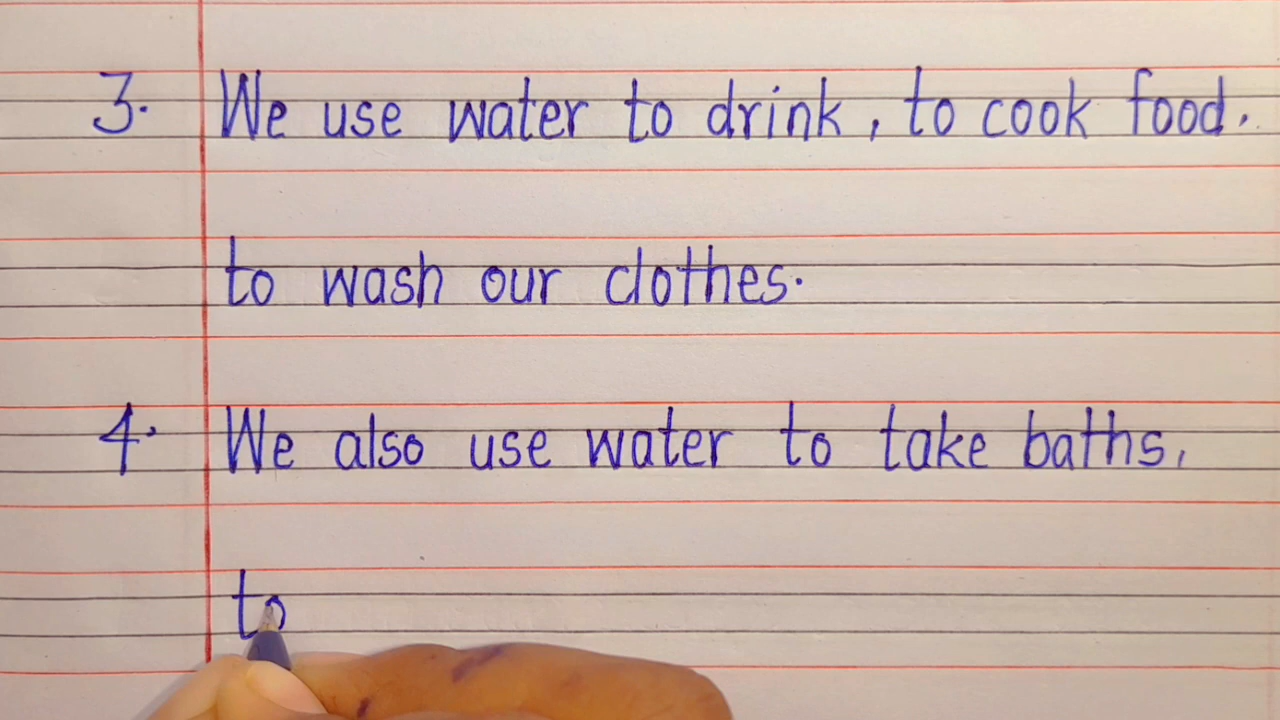 3. We use water to drink, to cook food.
to wash our clothes.
4. We also use water to take baths,
to